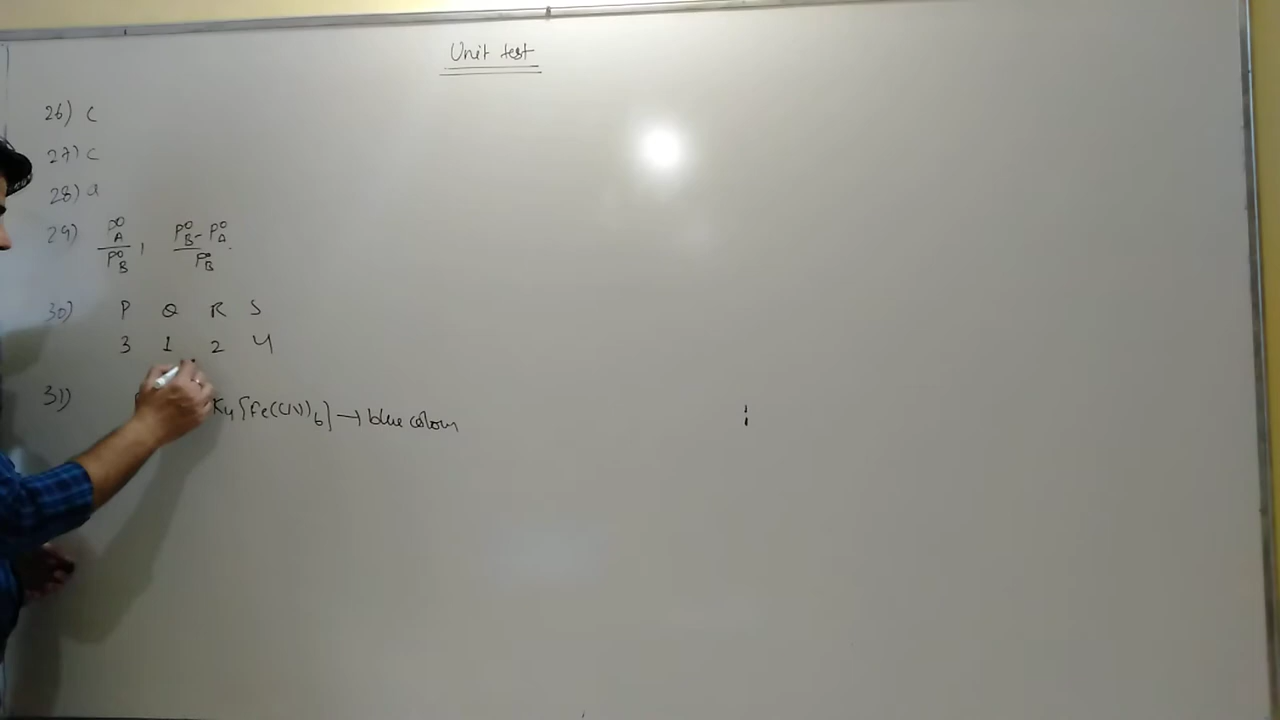 Unit test
26) C
27) C
28) a
29) P°A / P°B , P°B - P°A / P°B
30) P Q R S
3 1 2 4
31) K4[Fe(CN)6] → blue colour